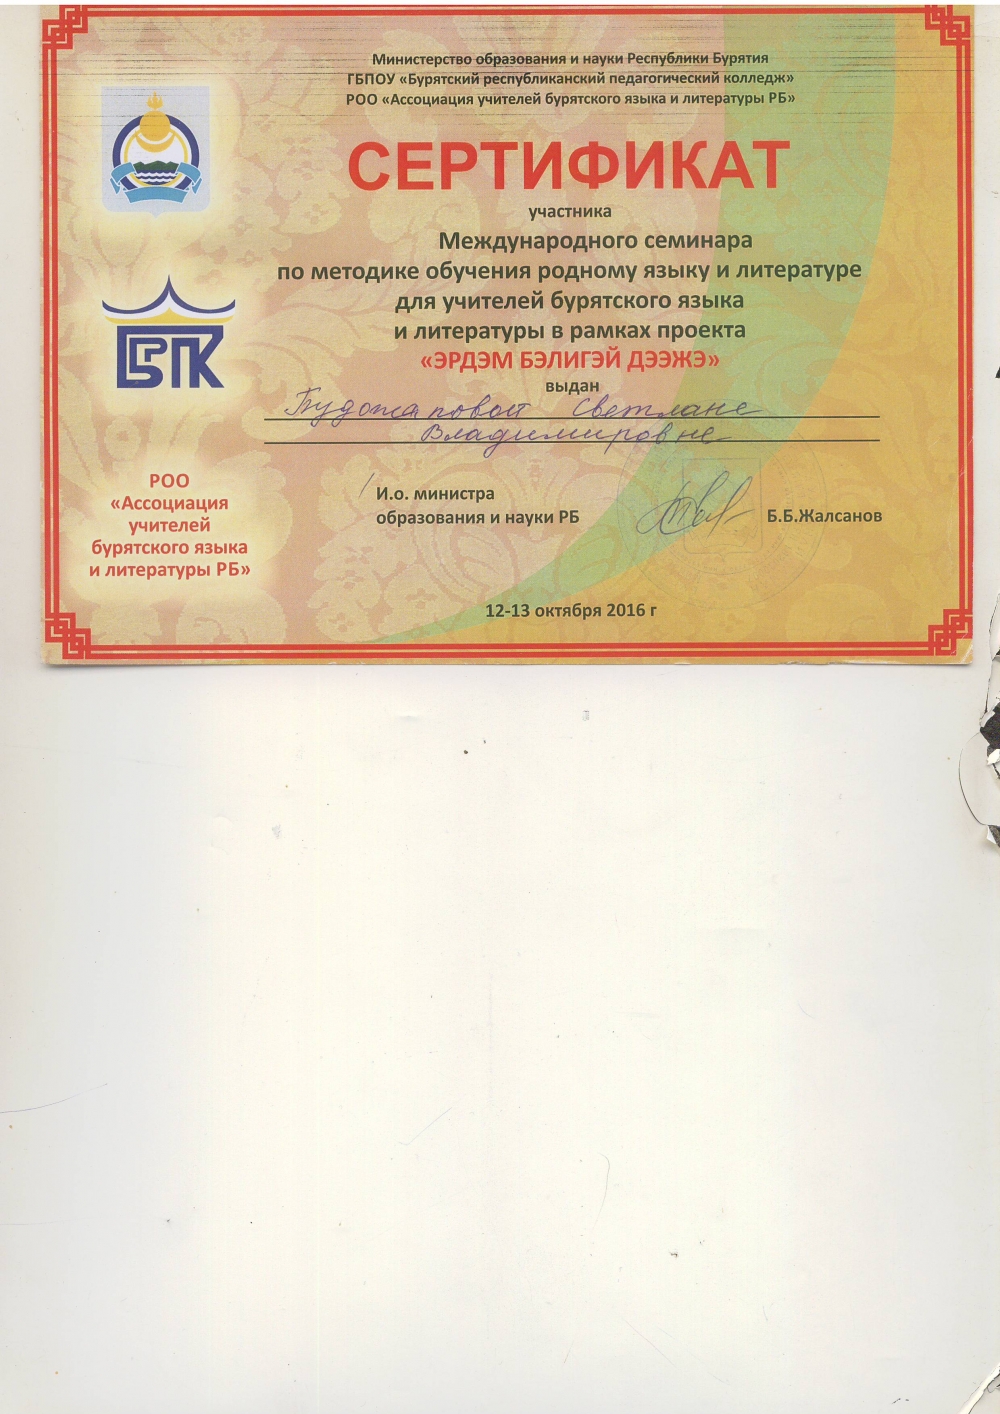 Министерство образования и науки Республики Бурятия
ГБПОУ «Бурятский республиканский педагогический колледж»
РОО «Ассоциация учителей бурятского языка и литературы РБ»
СЕРТИФИКАТ
участника
Международного семинара
по методике обучения родному языку и литературе
для учителей бурятского языка
и литературы в рамках проекта
«ЭРДЭМ БЭЛИГЭЙ ДЭЭЖЭ»
выдан
Будожаповой Светлане
Владимировне
БРПК
РОО
«Ассоциация
учителей
бурятского языка
и литературы РБ»
И.о. министра
образования и науки РБ
Б.Б.Жалсанов
12-13 октября 2016 г